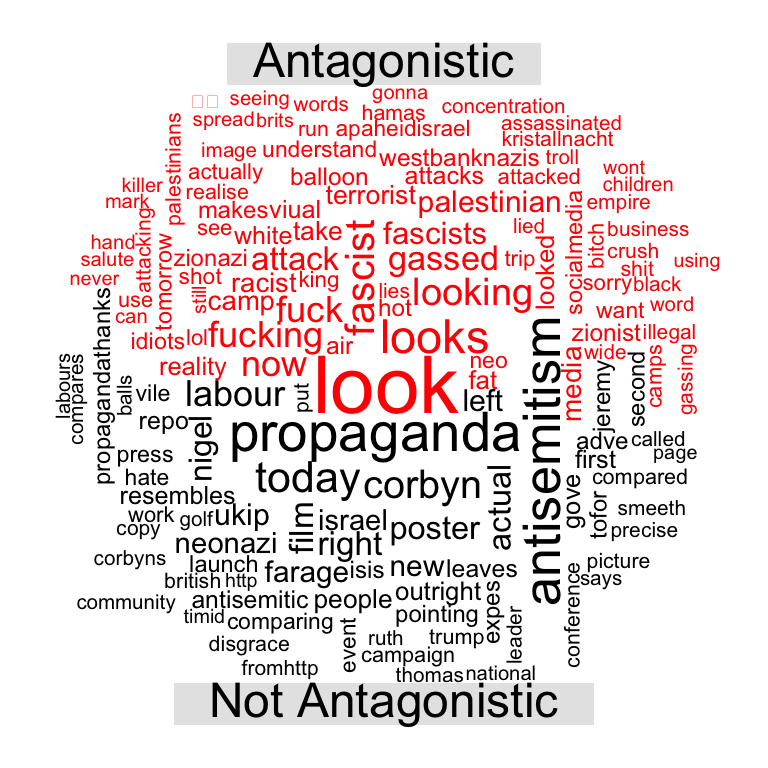 Antagonistic
gonna
seeing words concentration
hamas
spread brits run apaheidisrael assassinated
kristallnacht
image understand westbank nazis troll
actually balloon attacks attacked wont
killer realise terrorist palestinian children
mark makes viual empire
palestinians
see white take fascists lied business
hand attacking
salute zionazi attack gassed trip looked socialmedia bitch crush using
never shot racist king shit
tomorrow still fascist lies looking sorry black
use camp fuck hot want word
can
idiots lol fucking air looks zionist illegal
reality now neo media wide camps gassing
look fat
labours compares propagandathanks balls vile labour put left antisemitism jeremy second
repo nigel propaganda adve called
press first page
hate today corbyn actual gove compared
resembles
work golf ukip film israel poster tofor smeeth
copy precise
neonazi right
corbyns launch farage isis new leaves picture
british http says
community antisemitic people outright conference
timid comparing pointing expes leader
disgrace event ruth trump
campaign
fromhttp thomas national
Not Antagonistic